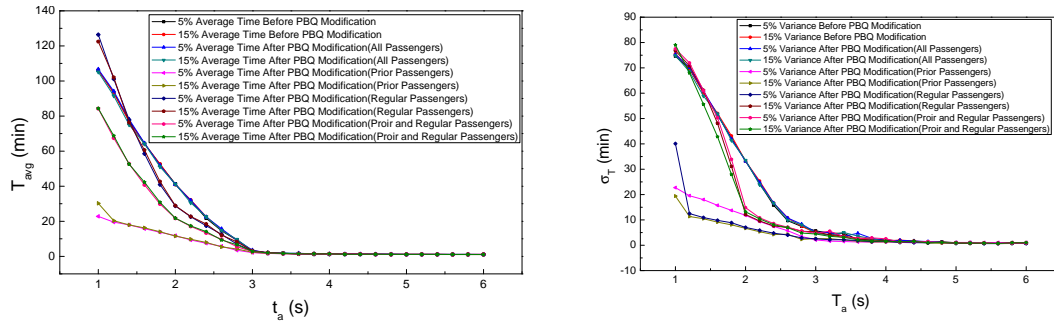 140
120
100
80
60
40
20
0
T_avg (min)
5% Average Time Before PBQ Modification
15% Average Time Before PBQ Modification
5% Average Time After PBQ Modification(All Passengers)
15% Average Time After PBQ Modification(All Passengers)
5% Average Time After PBQ Modification(Prior Passengers)
15% Average Time After PBQ Modification(Prior Passengers)
5% Average Time After PBQ Modification(Regular Passengers)
15% Average Time After PBQ Modification(Regular Passengers)
5% Average Time After PBQ Modification(Proir and Regular Passengers)
15% Average Time After PBQ Modification(Proir and Regular Passengers)
1 2 3 4 5 6
t_a (s)
90
80
70
60
50
40
30
20
10
0
-10
σ_T (min)
5% Variance Before PBQ Modification
15% Variance Before PBQ Modification
5% Variance After PBQ Modification(All Passengers)
15% Variance After PBQ Modification(All Passengers)
5% Variance After PBQ Modification(Prior Passengers)
15% Variance After PBQ Modification(Prior Passengers)
5% Variance After PBQ Modification(Regular Passengers)
15% Variance After PBQ Modification(Regular Passengers)
5% Variance After PBQ Modification(Proir and Regular Passengers)
15% Variance After PBQ Modification(Proir and Regular Passengers)
1 2 3 4 5 6
T_a (s)